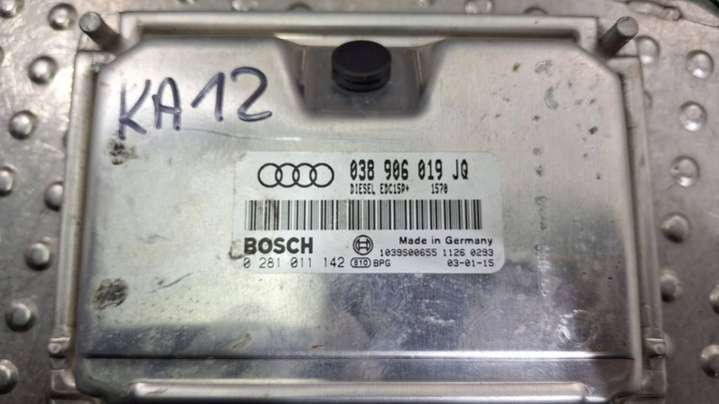 KA12
038 906 019 JQ
DIESEL EDC15P+ 1570
BOSCH
Made in Germany
1039S00655 1126 0293
0 281 011 142 610 BPG
03-01-15